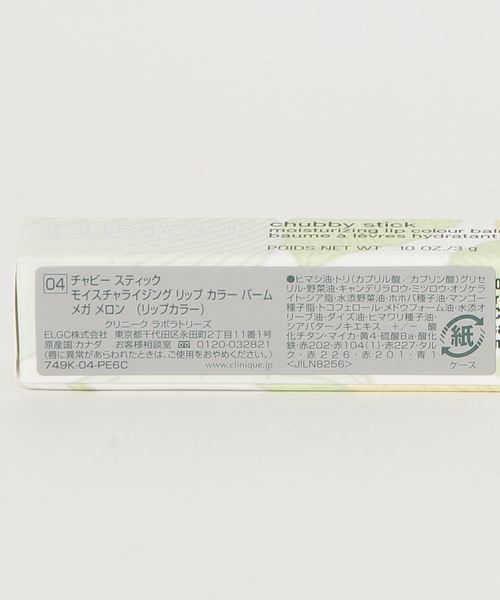 chubby stick
moisturizing lip colour
baume à lèvres hydratant
POIDS NET WT. .10 OZ./3 g
04 チャビー スティック
モイスチャライジング リップ カラー バーム
メガ メロン （リップカラー）
クリニーク ラボラトリーズ
ELGC株式会社 東京都千代田区永田町2丁目11番1号
原産国:カナダ お客様相談室 0120-032821
〈唇に異常があらわれたときは、ご使用をおやめください。〉
749K-04-PE6C www.clinique.jp
●ヒマシ油・トリ(カプリル酸／カプリン酸)グリセ
リル・野菜油・キャンデリラロウ・ミツロウ・オゾケラ
イト・シア脂・水添野菜油・ホホバ種子油・マンゴー
種子脂・トコフェロール・メドウフォーム油・水添オ
リーブ油・ダイズ油・ヒマワリ種子油・
シアバターノキエキス +/− 酸
化チタン・マイカ・黄4・硫酸Ba・酸化
鉄・赤202・赤104(1)・赤227・タル
ク・赤226・赤201・青1
<JILN8256>
紙
ケース